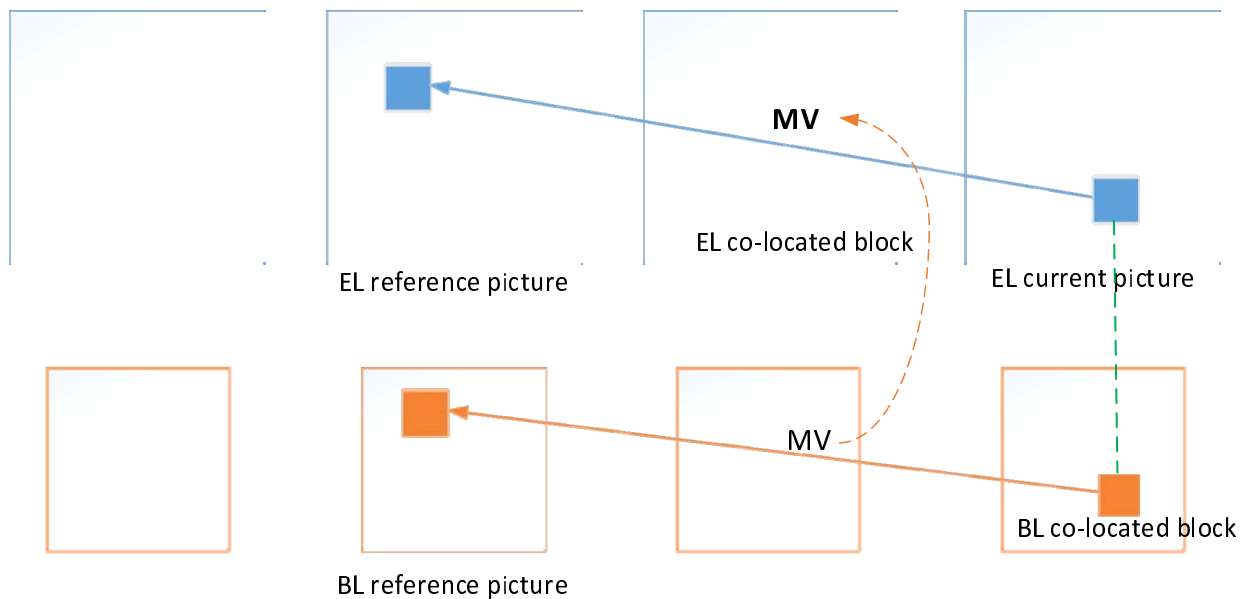 MV
EL co-located block
EL reference picture
EL current picture
MV
BL co-located block
BL reference picture